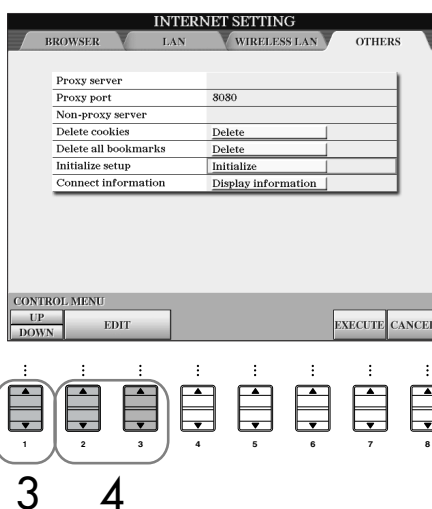 INTERNET SETTING
BROWSER LAN WIRELESS LAN OTHERS
Proxy server
Proxy port 8080
Non-proxy server
Delete cookies Delete
Delete all bookmarks Delete
Initialize setup Initialize
Connect information Display information
CONTROL MENU
UP
DOWN
EDIT EXECUTE CANCEL
1 2 3 4 5 6 7 8
3 4